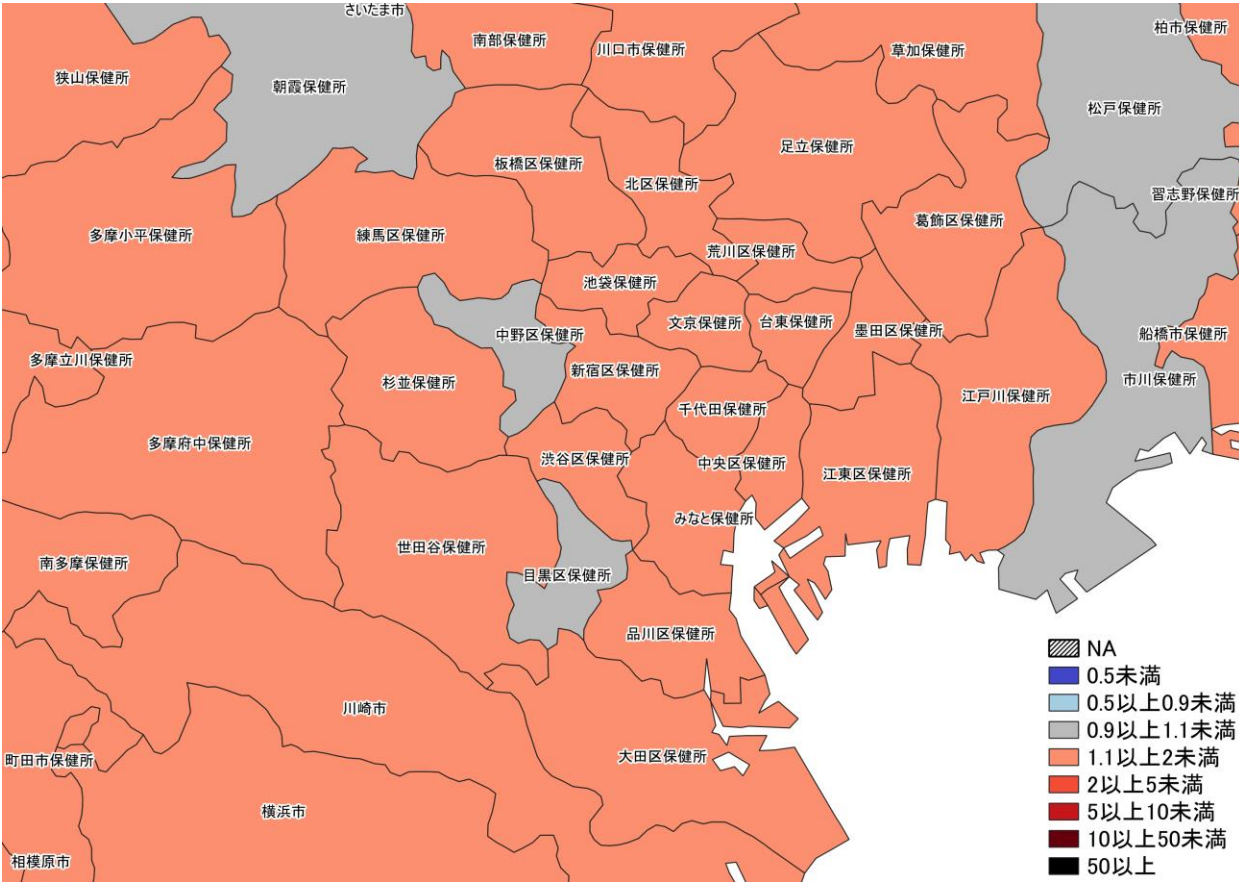 さいたま市
南部保健所
川口市保健所
草加保健所
柏市保健所
狭山保健所
朝霞保健所
松戸保健所
足立保健所
板橋区保健所
北区保健所
習志野保健所
葛飾区保健所
多摩小平保健所
練馬区保健所
荒川区保健所
池袋保健所
文京保健所
台東保健所
墨田区保健所
中野区保健所
船橋市保健所
多摩立川保健所
杉並保健所
新宿区保健所
市川保健所
千代田保健所
江戸川保健所
多摩府中保健所
渋谷区保健所
中央区保健所
江東区保健所
みなと保健所
世田谷保健所
南多摩保健所
目黒区保健所
品川区保健所
川崎市
大田区保健所
町田市保健所
横浜市
相模原市
NA
0.5未満
0.5以上0.9未満
0.9以上1.1未満
1.1以上2未満
2以上5未満
5以上10未満
10以上50未満
50以上